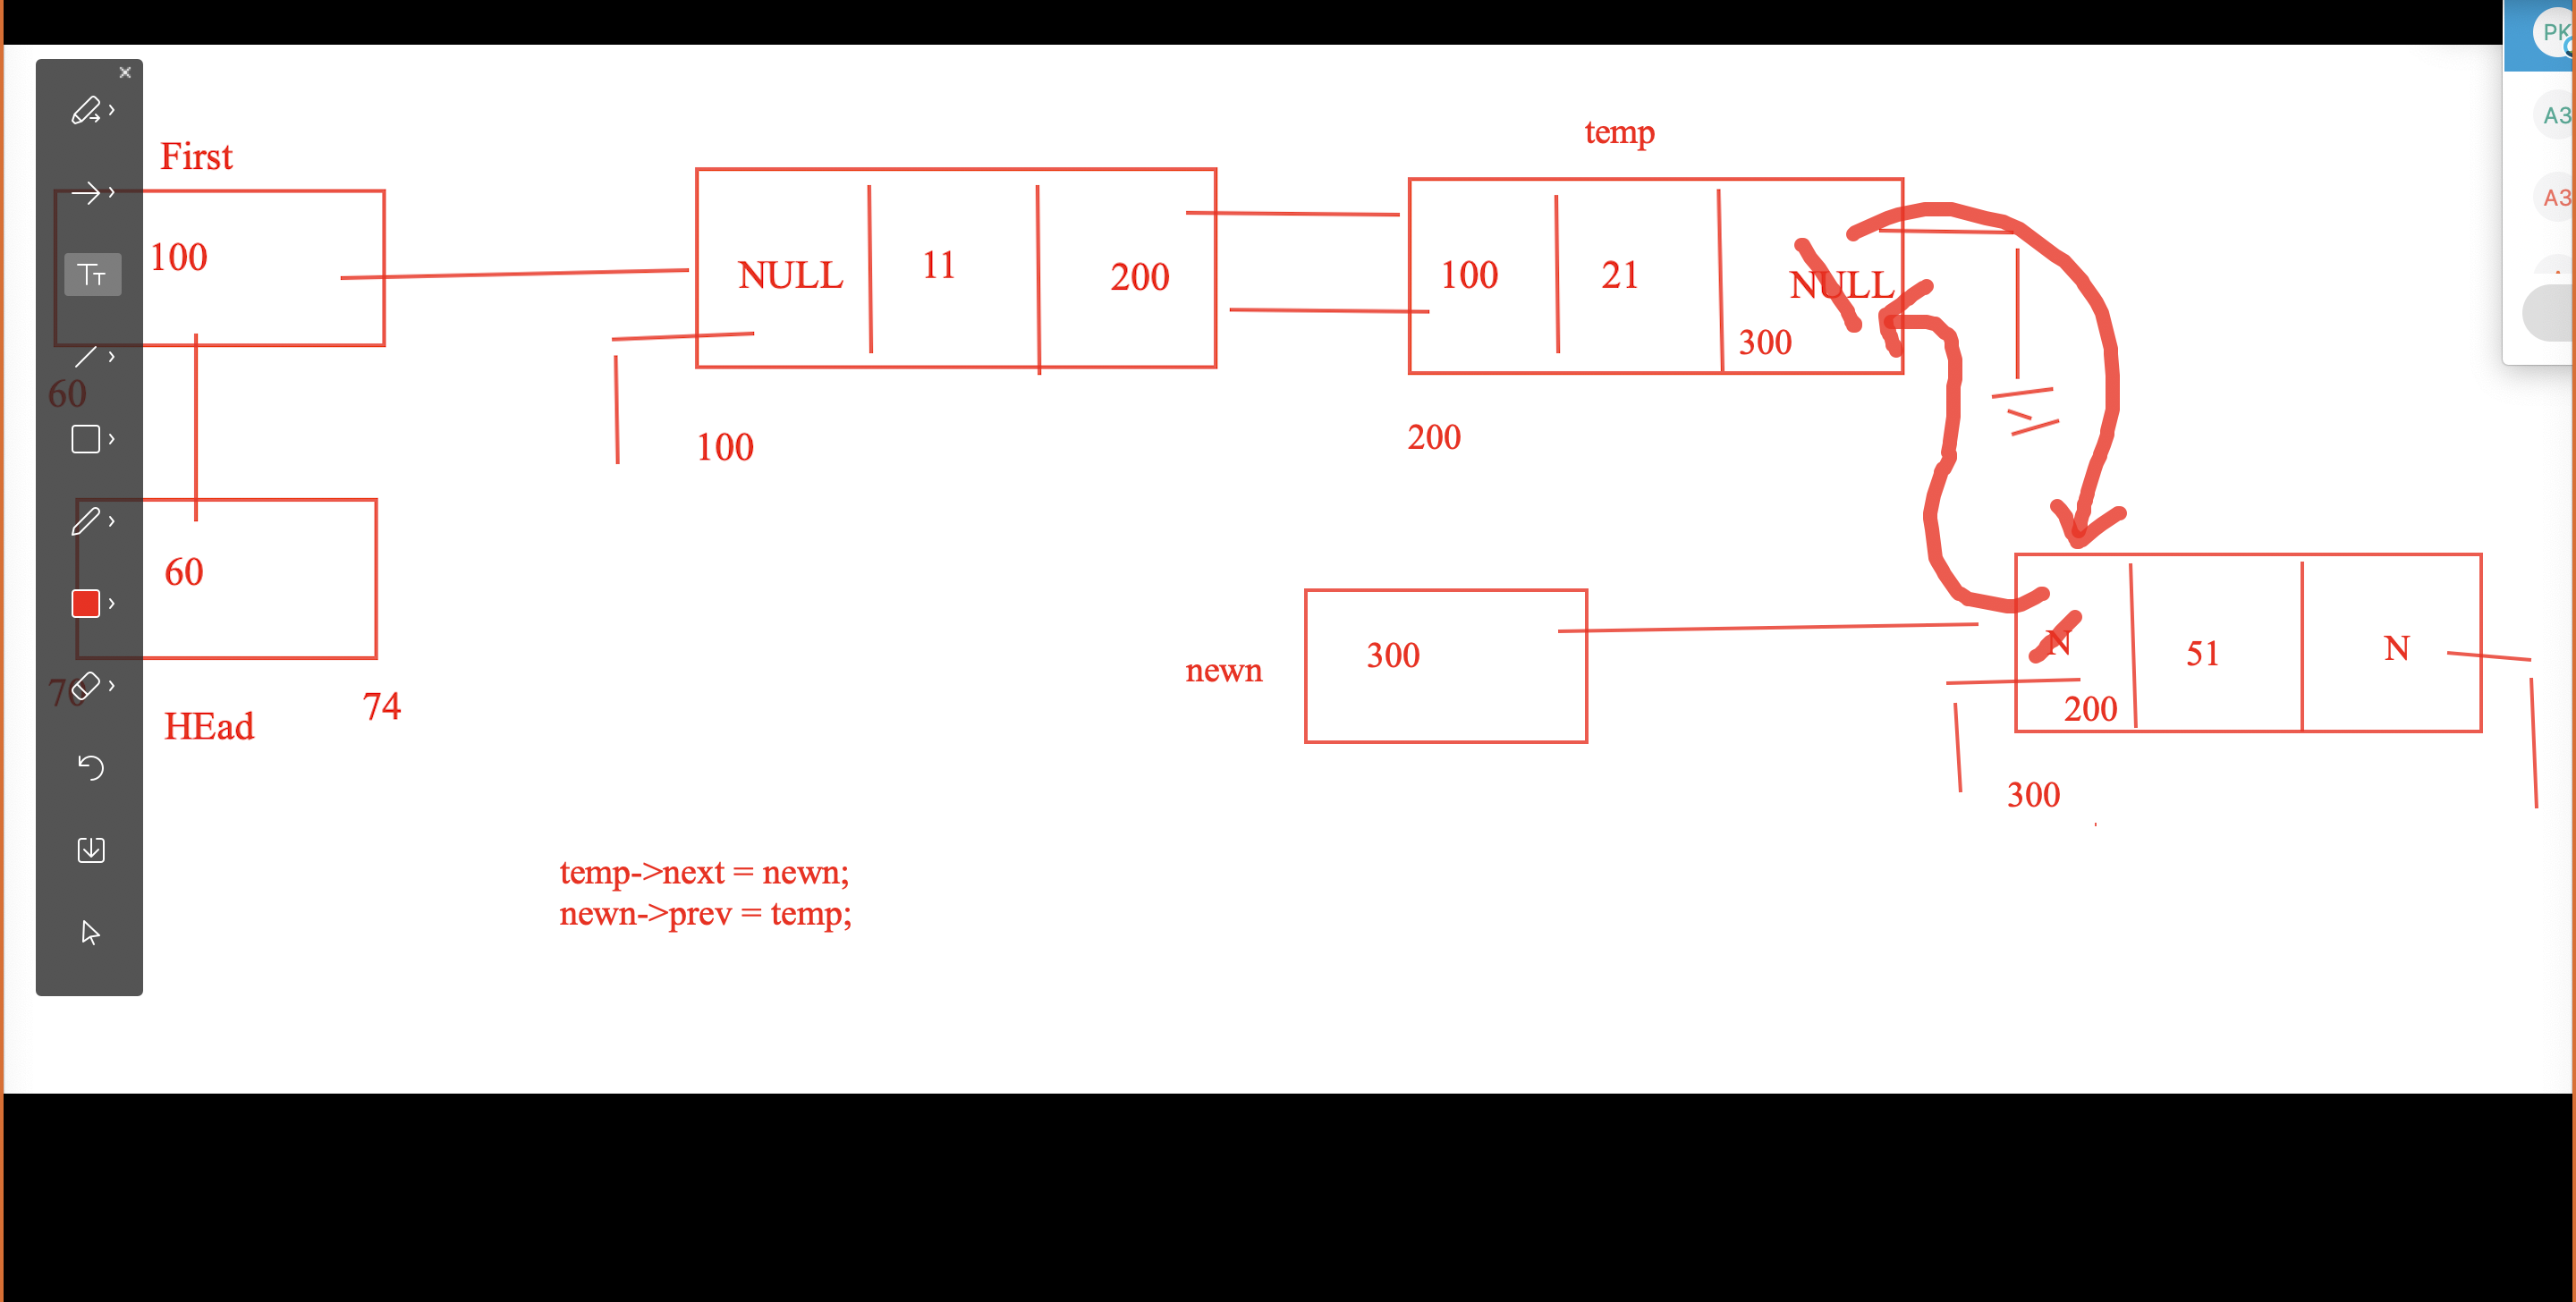 First
100
60
60
70
74
HEad
NULL 11 200
100
temp
100 21 NULL
300
200
newn
300
N 51 N
200
300
temp->next = newn;
newn->prev = temp;
PK
A3
A3